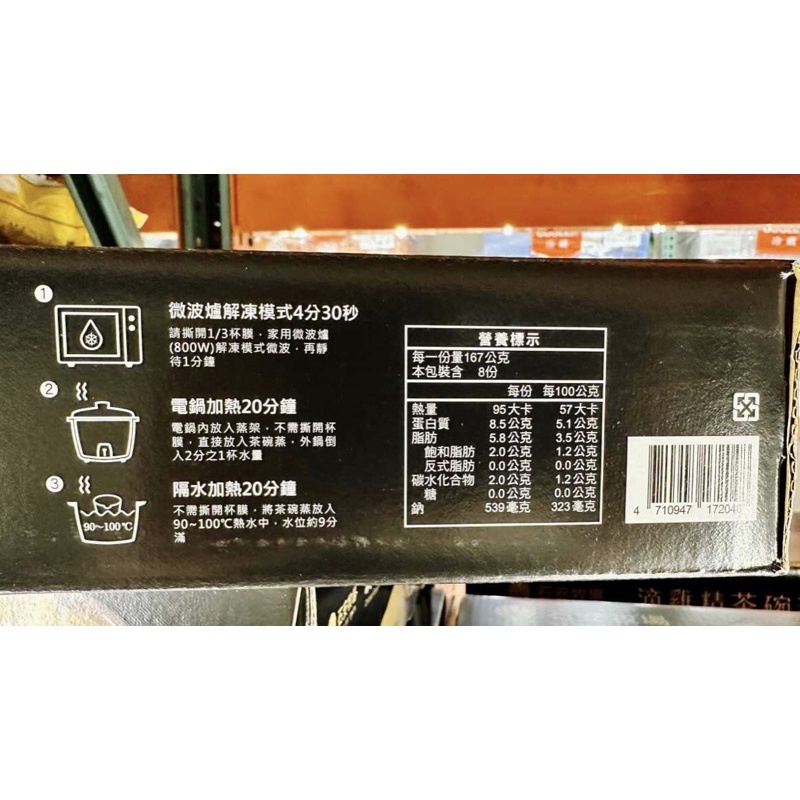 冷藏
1
微波爐解凍模式4分30秒
請撕開1/3杯膜，家用微波爐
(800W)解凍模式微波，再靜
待1分鐘
2
電鍋加熱20分鐘
電鍋內放入蒸架，不需撕開杯
膜，直接放入茶碗蒸，外鍋倒
入2分之1杯水量
3
90~100℃
隔水加熱20分鐘
不需撕開杯膜，將茶碗蒸放入
90~100℃熱水中，水位約9分
滿
營養標示
每一份量167公克
本包裝含 8份
每份 每100公克
熱量 95大卡 57大卡
蛋白質 8.5公克 5.1公克
脂肪 5.8公克 3.5公克
飽和脂肪 2.0公克 1.2公克
反式脂肪 0.0公克 0.0公克
碳水化合物 2.0公克 1.2公克
糖 0.0公克 0.0公克
鈉 539毫克 323毫克
4 710947 17204
滴雞精茶碗